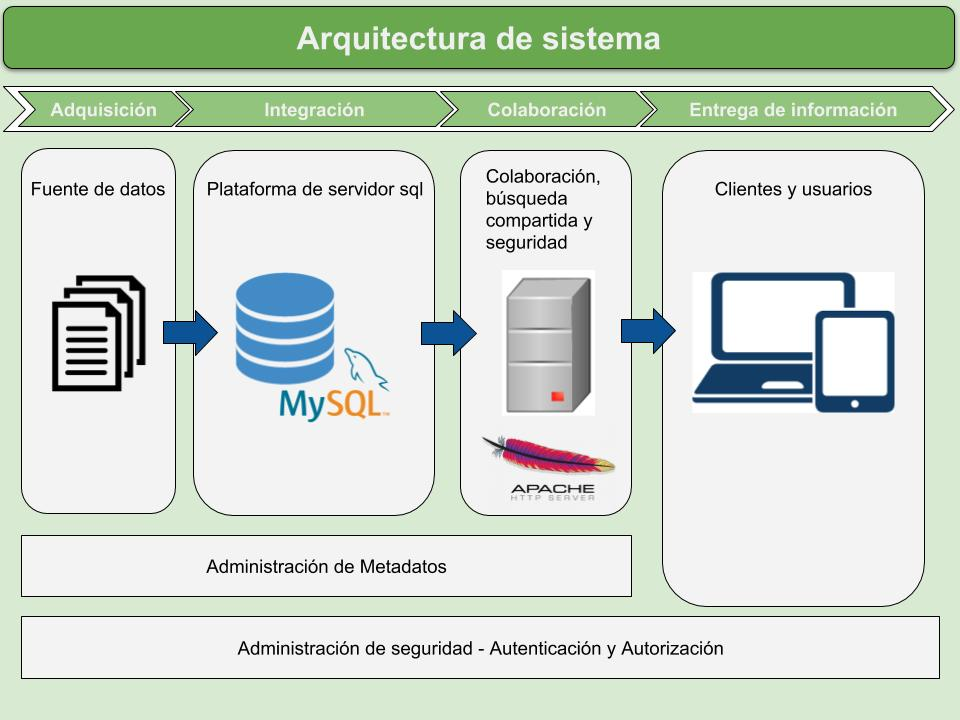 Arquitectura de sistema
Adquisición
Integración
Colaboración
Entrega de información
Fuente de datos
Plataforma de servidor sql
MySQL™
Colaboración,
búsqueda
compartida y
seguridad
APACHE
HTTP SERVER
Clientes y usuarios
Administración de Metadatos
Administración de seguridad - Autenticación y Autorización